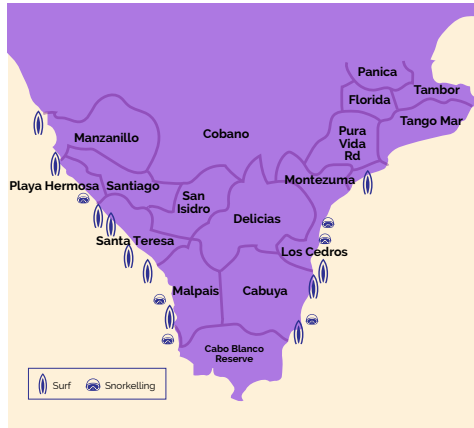 Panica
Tambor
Florida
Tango Mar
Cobano
Pura
Vida
Rd
Manzanillo
Montezuma
Playa Hermosa
Santiago
San
Isidro
Delicias
Santa Teresa
Los Cedros
Malpais
Cabuya
Cabo Blanco
Reserve
Surf
Snorkelling